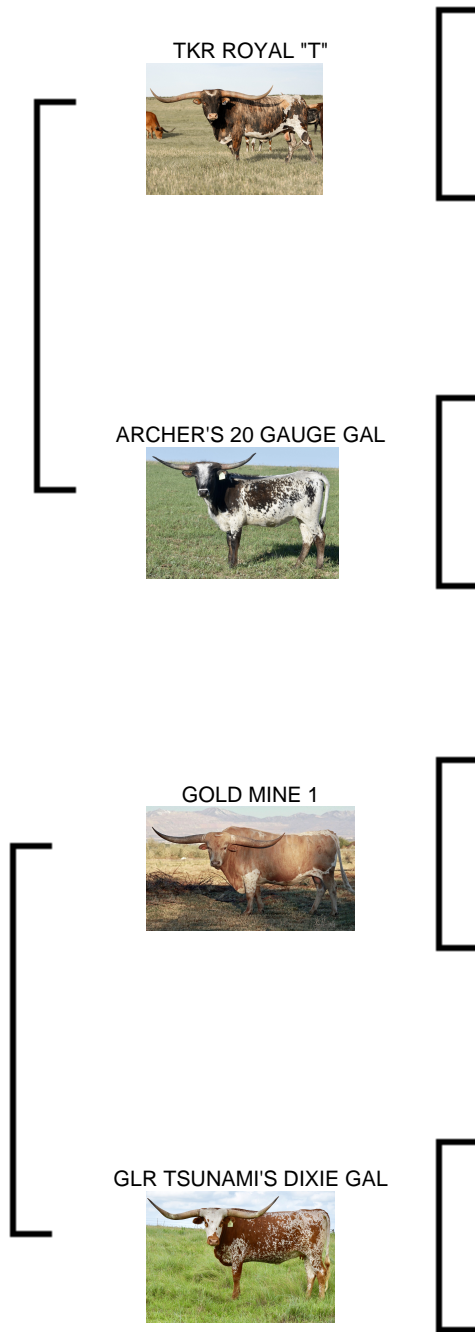 TKR ROYAL "T"
ARCHER'S 20 GAUGE GAL
GOLD MINE 1
GLR TSUNAMI'S DIXIE GAL